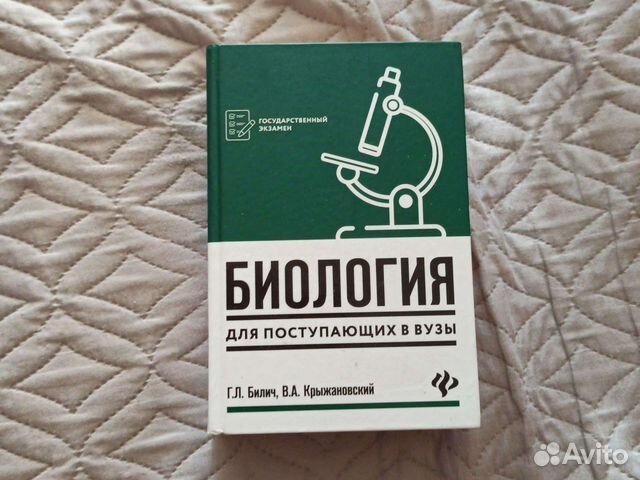 ГОСУДАРСТВЕННЫЙ
ЭКЗАМЕН
БИОЛОГИЯ
ДЛЯ ПОСТУПАЮЩИХ В ВУЗЫ
Г.Л. Билич, В.А. Крыжановский
Avito